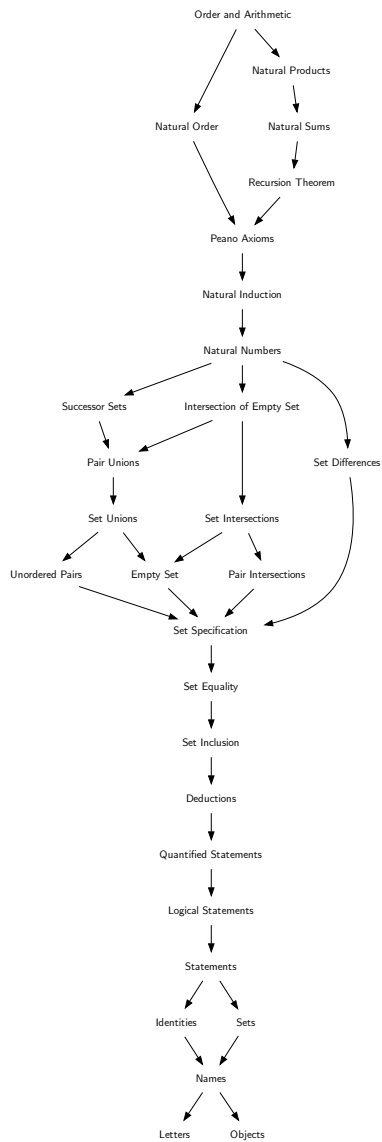 Order and Arithmetic
Natural Products
Natural Order
Natural Sums
Recursion Theorem
Peano Axioms
Natural Induction
Natural Numbers
Successor Sets
Intersection of Empty Set
Pair Unions
Set Differences
Set Unions
Set Intersections
Unordered Pairs
Empty Set
Pair Intersections
Set Specification
Set Equality
Set Inclusion
Deductions
Quantified Statements
Logical Statements
Statements
Identities
Sets
Names
Letters
Objects